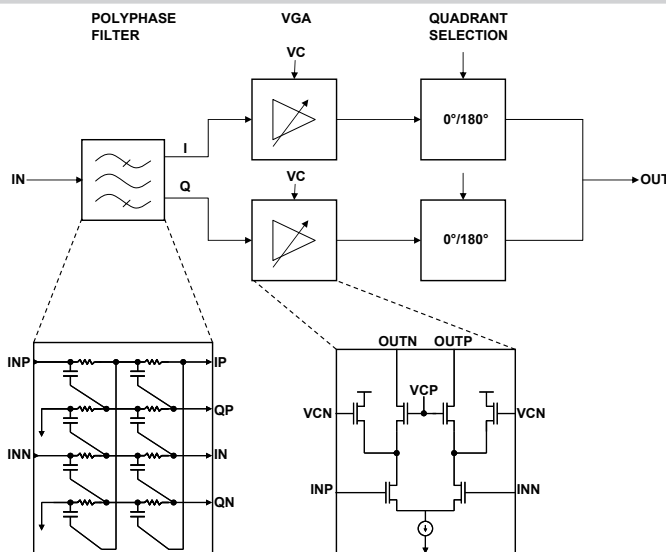 POLYPHASE
FILTER
VGA
QUADRANT
SELECTION
VC
0°/180°
I
IN
Q
VC
OUT
0°/180°
OUTN OUTP
INP
IP
VCP
VCN
VCN
QP
INN
IN
INP
INN
QN